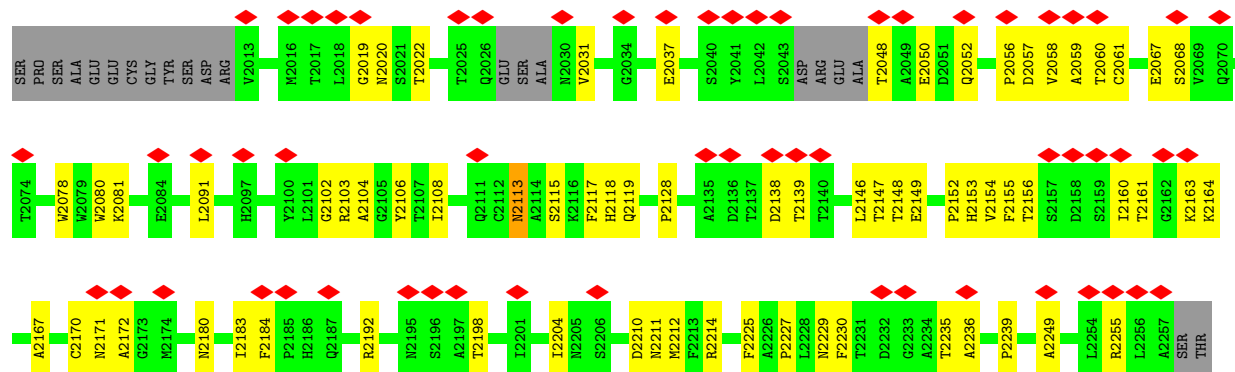 SER PRO SER ALA GLU GLU CYS GLY TYR SER ASP ARG V2013 M2016 T2017 L2018 G2019 N2020 S2021 T2022 T2025 Q2026 GLU SER ALA N2030 V2031 G2034 E2037 S2040 Y2041 L2042 S2043 ASP ARG GLU ALA T2048 A2049 E2050 D2051 Q2052 P2056 D2057 V2058 A2059 T2060 C2061 E2067 S2068 V2069 Q2070
T2074 W2078 W2079 W2080 K2081 E2084 L2091 H2097 Y2100 L2101 G2102 R2103 A2104 G2105 Y2106 T2107 I2108 Q2111 C2112 N2113 A2114 S2115 K2116 F2117 H2118 Q2119 P2128 A2135 D2136 T2137 D2138 T2139 T2140 L2146 T2147 T2148 E2149 P2152 H2153 V2154 F2155 T2156 S2157 D2158 S2159 I2160 T2161 G2162 K2163 K2164
A2167 C2170 N2171 A2172 G2173 M2174 N2180 I2183 F2184 P2185 H2186 Q2187 R2192 N2195 S2196 A2197 T2198 I2201 I2204 N2205 S2206 D2210 N2211 M2212 F2213 R2214 F2225 A2226 P2227 L2228 N2229 F2230 T2231 D2232 G2233 A2234 T2235 A2236 P2239 A2249 L2254 R2255 L2256 A2257 SER THR